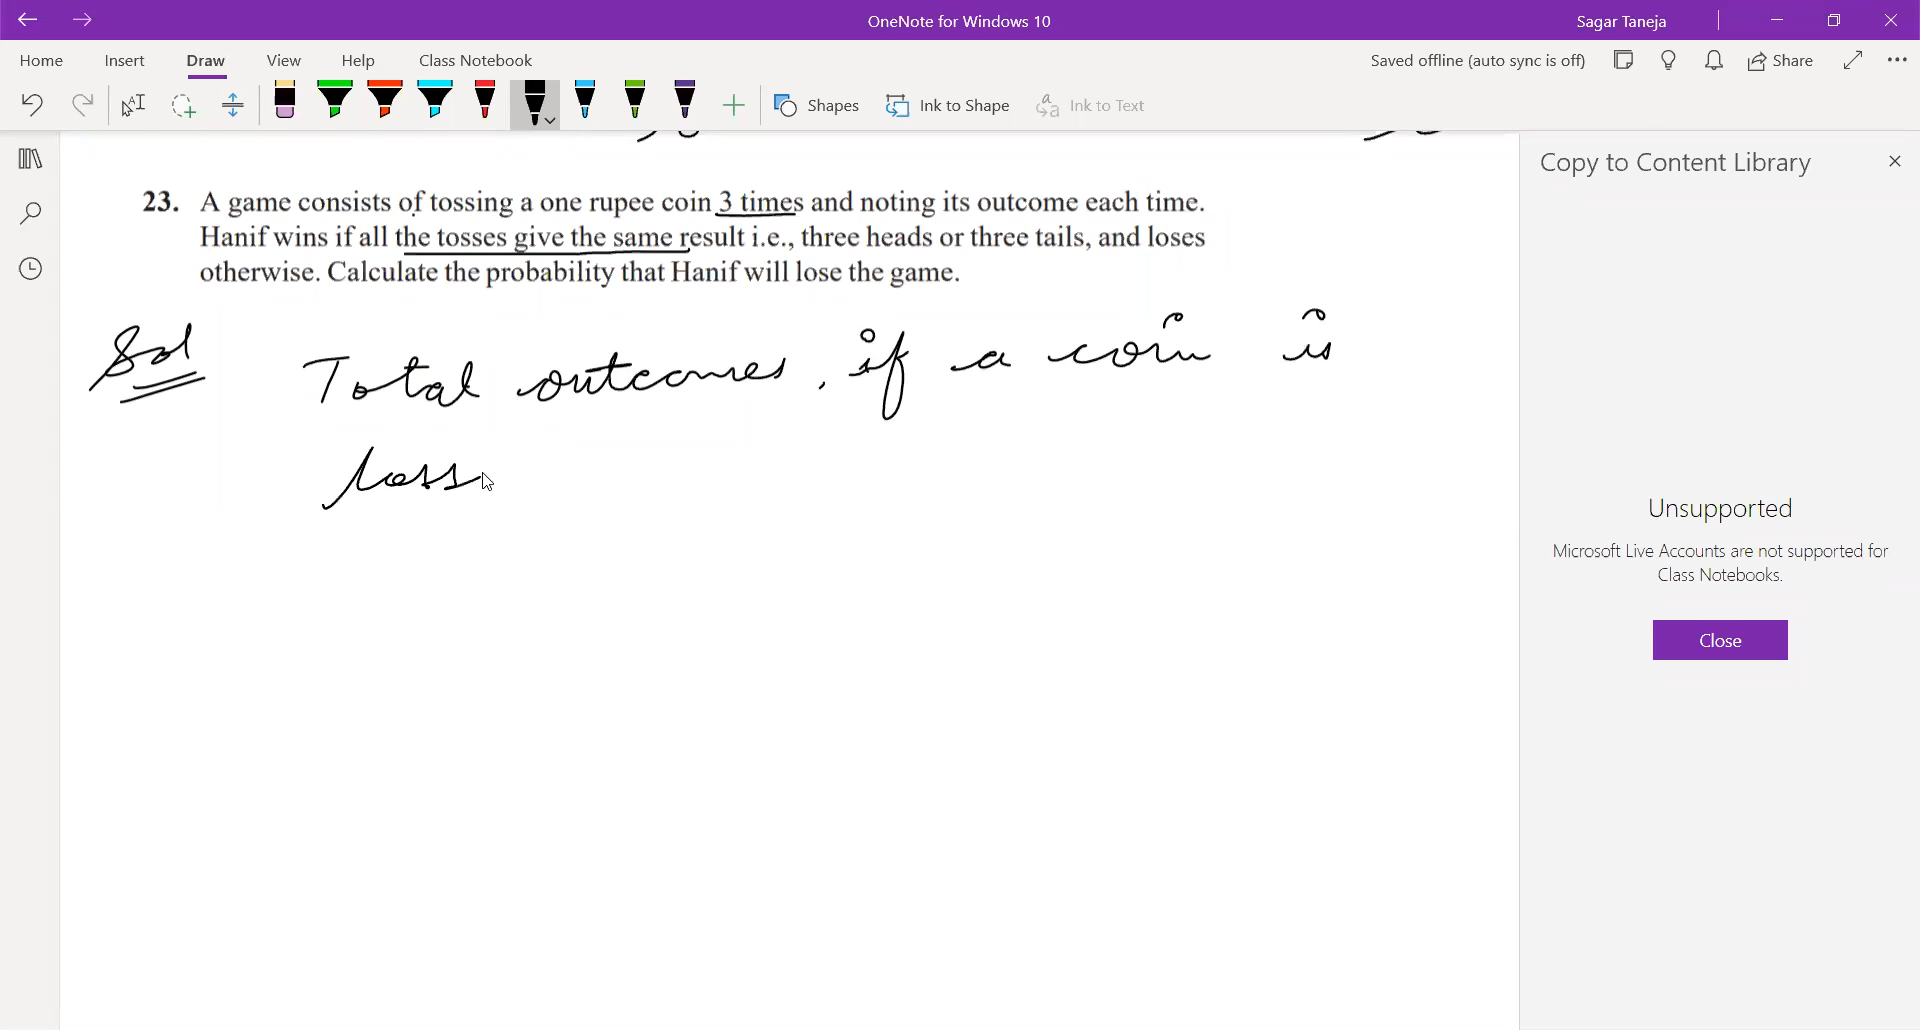 OneNote for Windows 10
Sagar Taneja
Home Insert Draw View Help Class Notebook
Saved offline (auto sync is off) Share
Shapes Ink to Shape Ink to Text
Copy to Content Library
23. A game consists of tossing a one rupee coin 3 times and noting its outcome each time.
Hanif wins if all the tosses give the same result i.e., three heads or three tails, and loses
otherwise. Calculate the probability that Hanif will lose the game.
Sol Total outcomes, if a coin is
toss
Unsupported
Microsoft Live Accounts are not supported for
Class Notebooks.
Close